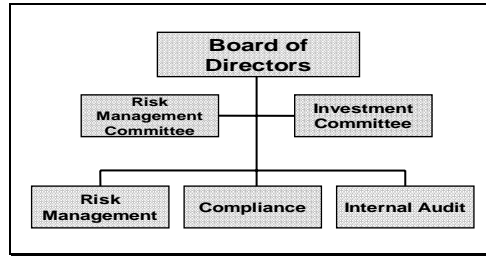 Board of
Directors
Risk
Management
Committee
Investment
Committee
Risk
Management
Compliance
Internal Audit